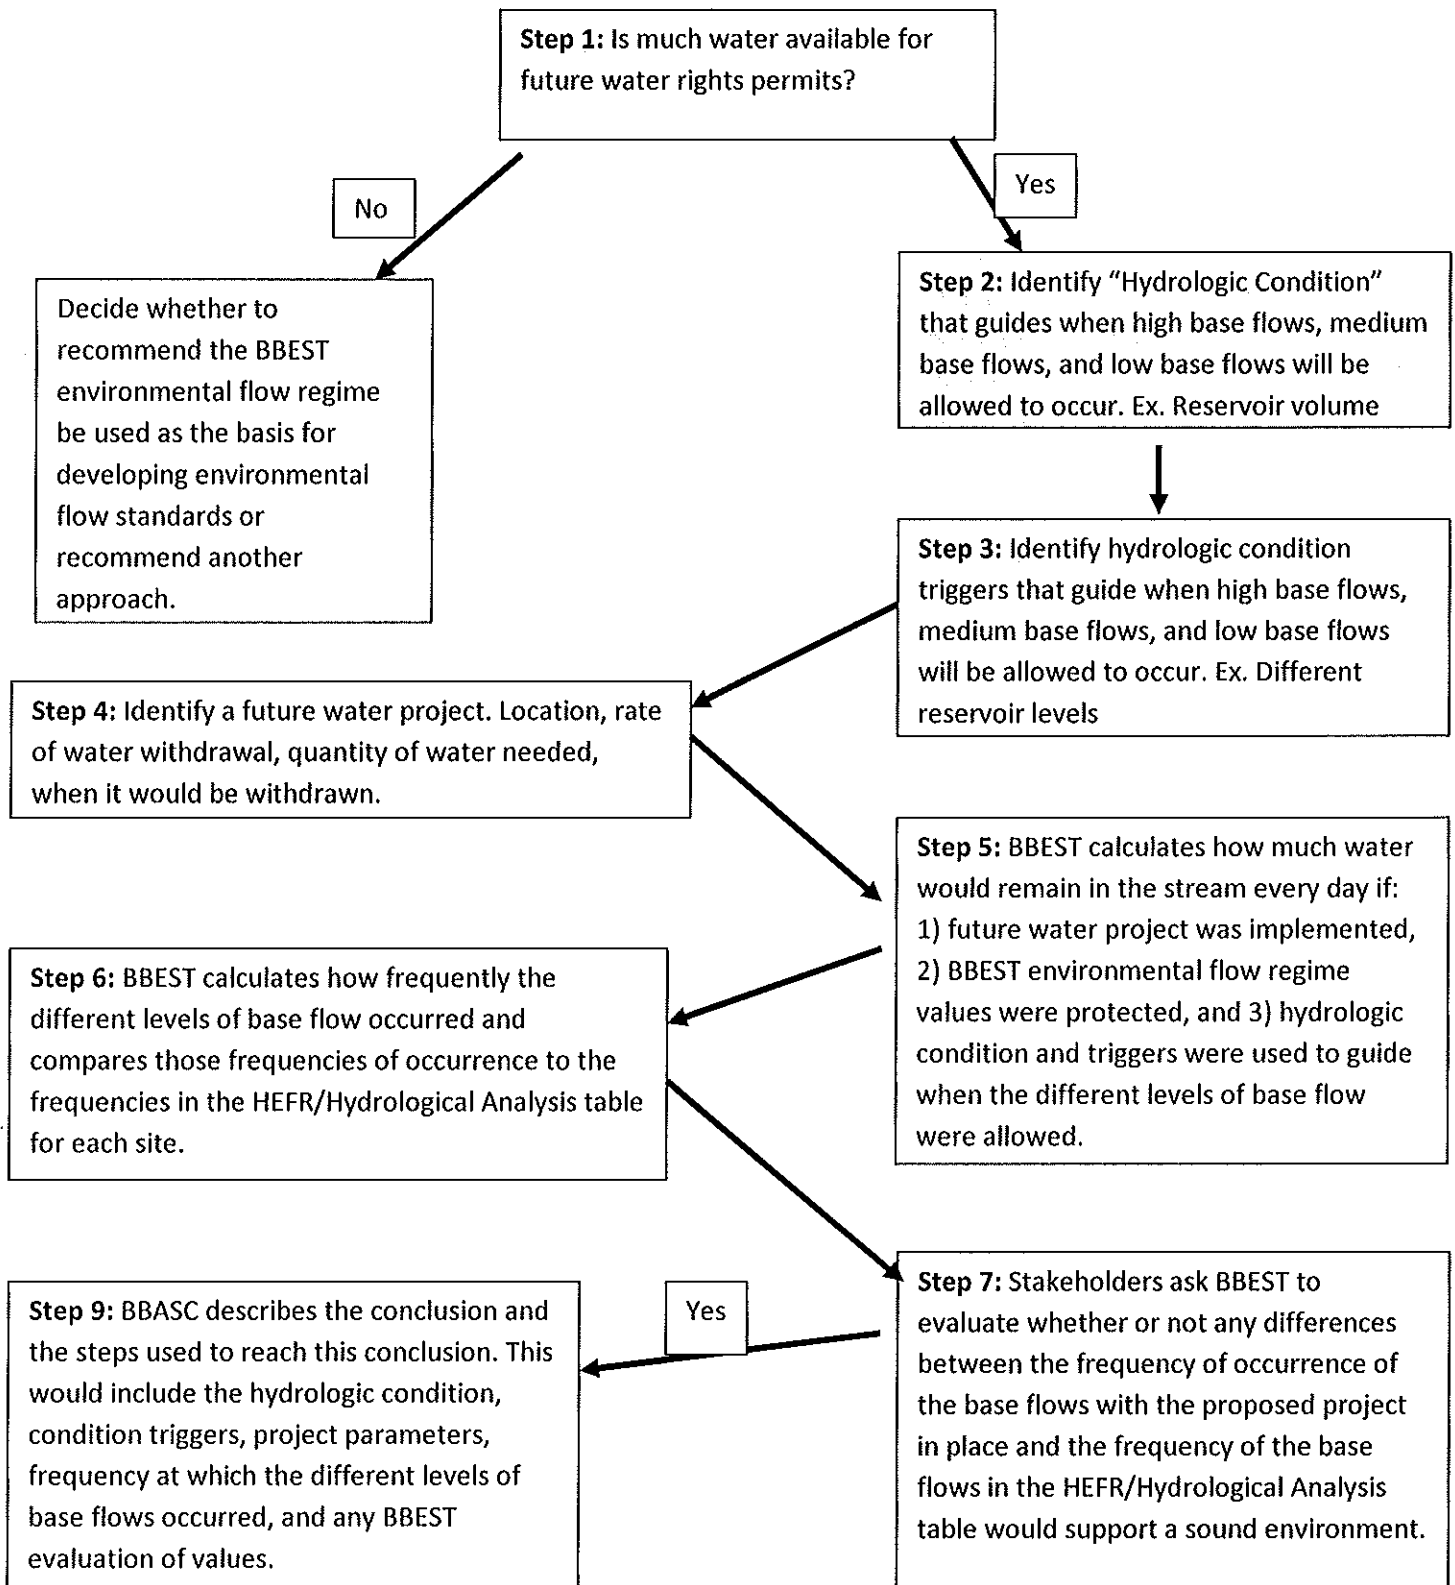 Step 1: Is much water available for
future water rights permits?
No
Yes
Decide whether to
recommend the BBEST
environmental flow regime
be used as the basis for
developing environmental
flow standards or
recommend another
approach.
Step 2: Identify “Hydrologic Condition”
that guides when high base flows, medium
base flows, and low base flows will be
allowed to occur. Ex. Reservoir volume
Step 3: Identify hydrologic condition
triggers that guide when high base flows,
medium base flows, and low base flows
will be allowed to occur. Ex. Different
reservoir levels
Step 4: Identify a future water project. Location, rate
of water withdrawal, quantity of water needed,
when it would be withdrawn.
Step 5: BBEST calculates how much water
would remain in the stream every day if:
1) future water project was implemented,
2) BBEST environmental flow regime
values were protected, and 3) hydrologic
condition and triggers were used to guide
when the different levels of base flow
were allowed.
Step 6: BBEST calculates how frequently the
different levels of base flow occurred and
compares those frequencies of occurrence to the
frequencies in the HEFR/Hydrological Analysis table
for each site.
Step 7: Stakeholders ask BBEST to
evaluate whether or not any differences
between the frequency of occurrence of
the base flows with the proposed project
in place and the frequency of the base
flows in the HEFR/Hydrological Analysis
table would support a sound environment.
Yes
Step 9: BBASC describes the conclusion and
the steps used to reach this conclusion. This
would include the hydrologic condition,
condition triggers, project parameters,
frequency at which the different levels of
base flows occurred, and any BBEST
evaluation of values.